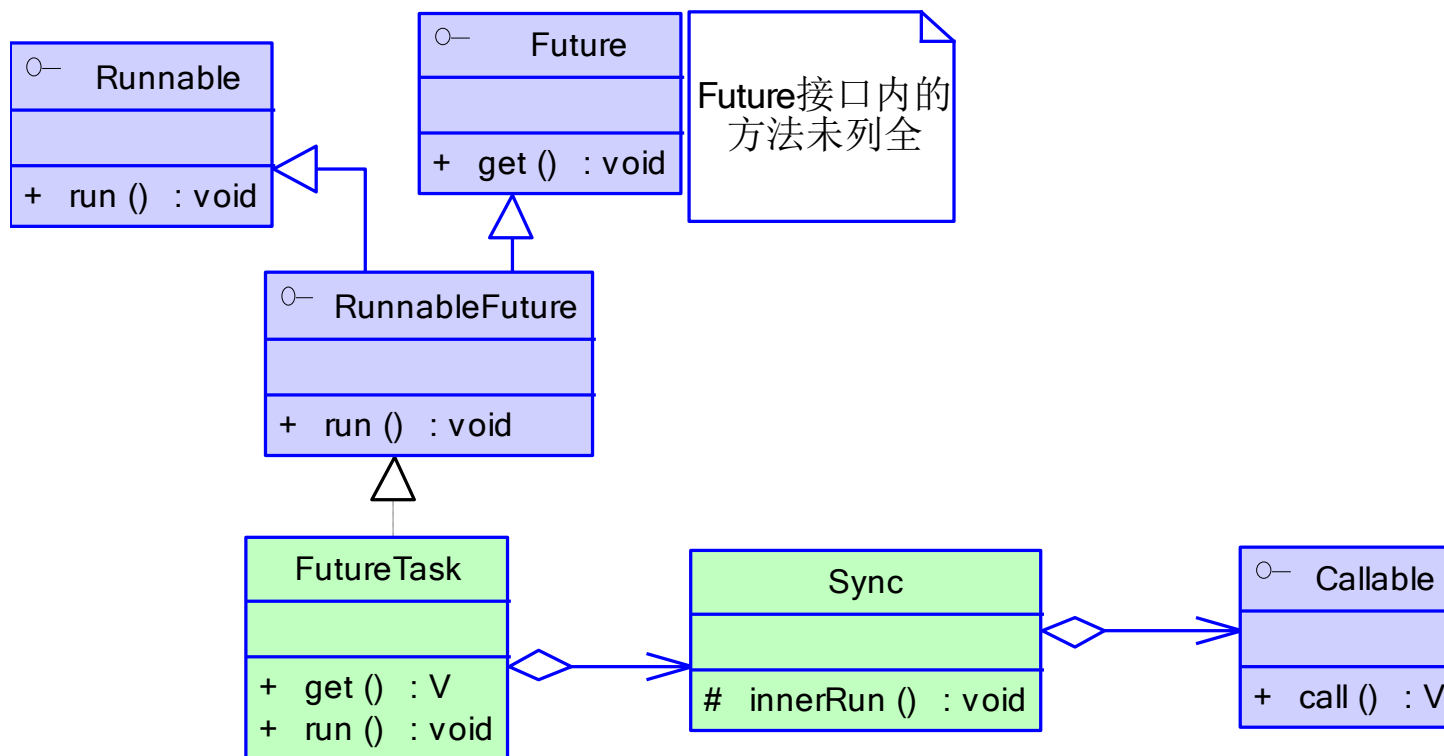 Runnable
+ run () : void
Future
+ get () : void
Future接口内的
方法未列全
RunnableFuture
+ run () : void
FutureTask
+ get () : V
+ run () : void
Sync
# innerRun () : void
Callable
+ call () : V